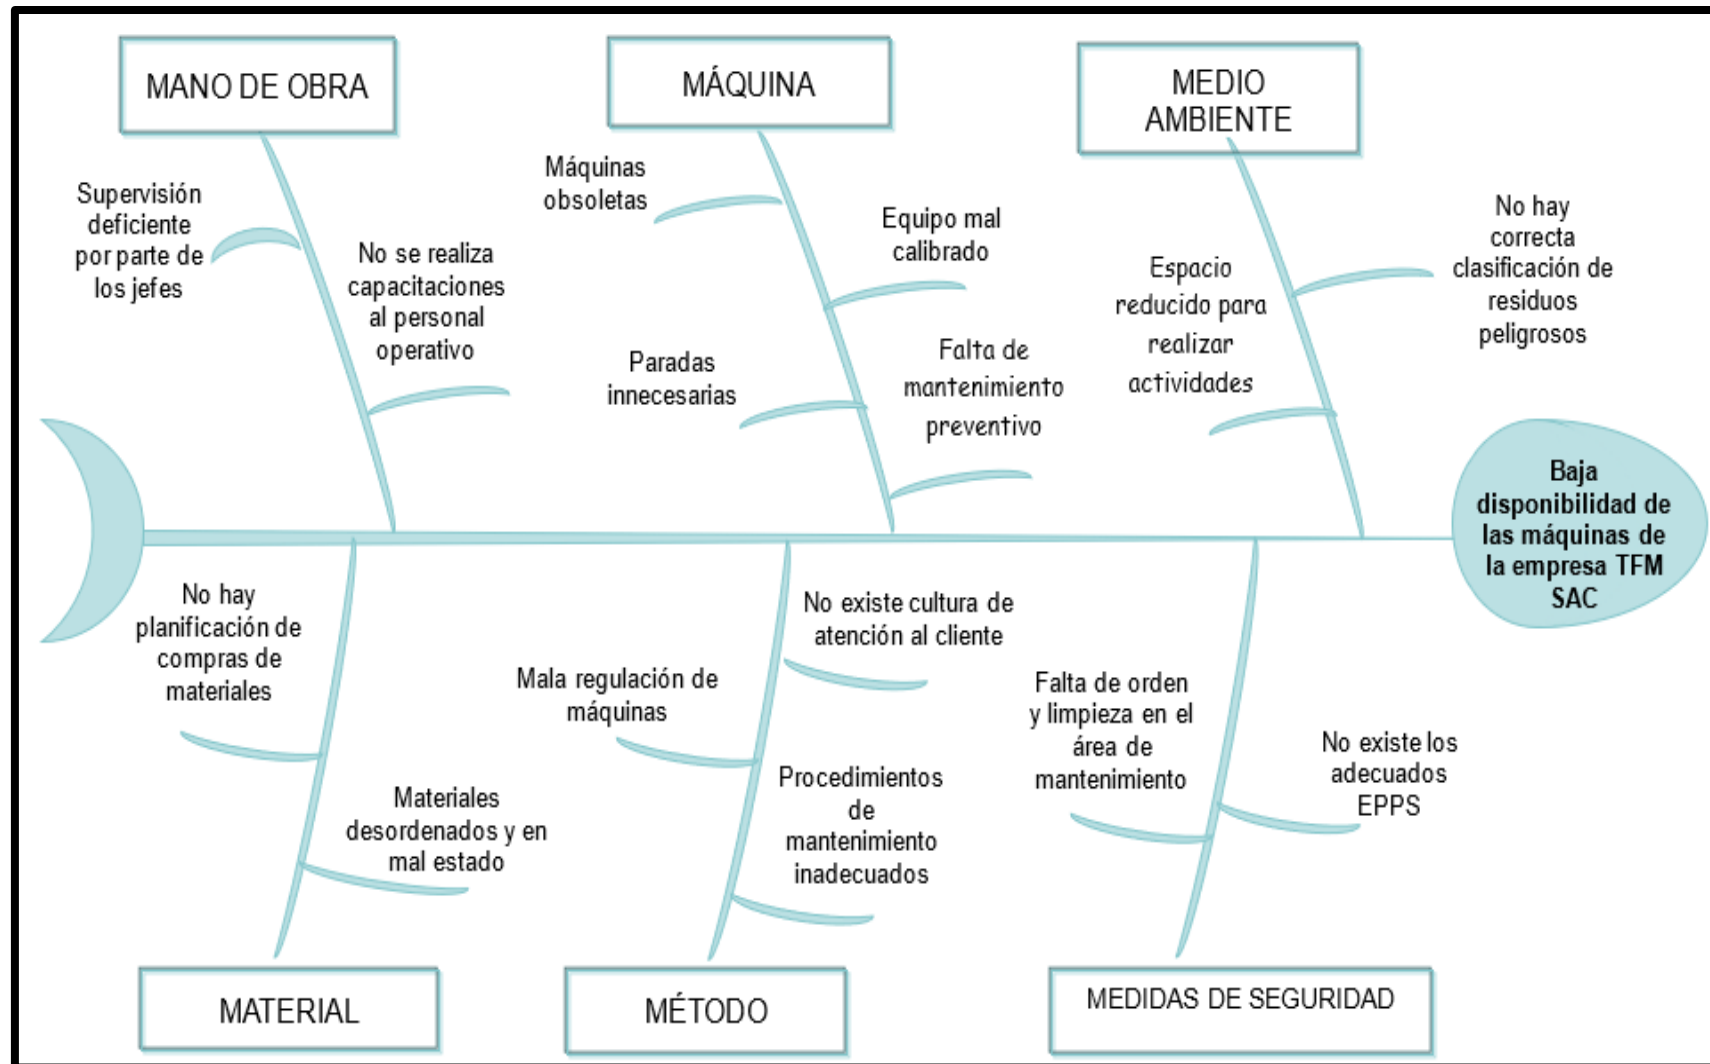 MANO DE OBRA
MÁQUINA
MEDIO
AMBIENTE
Supervisión
deficiente
por parte de
los jefes
No se realiza
capacitaciones
al personal
operativo
Máquinas
obsoletas
Equipo mal
calibrado
Paradas
innecesarias
Falta de
mantenimiento
preventivo
Espacio
reducido para
realizar
actividades
No hay
correcta
clasificación de
residuos
peligrosos
Baja
disponibilidad de
las máquinas de
la empresa TFM
SAC
No hay
planificación de
compras de
materiales
Materiales
desordenados y en
mal estado
No existe cultura de
atención al cliente
Mala regulación de
máquinas
Procedimientos
de
mantenimiento
inadecuados
Falta de orden
y limpieza en el
área de
mantenimiento
No existe los
adecuados
EPPS
MATERIAL
MÉTODO
MEDIDAS DE SEGURIDAD